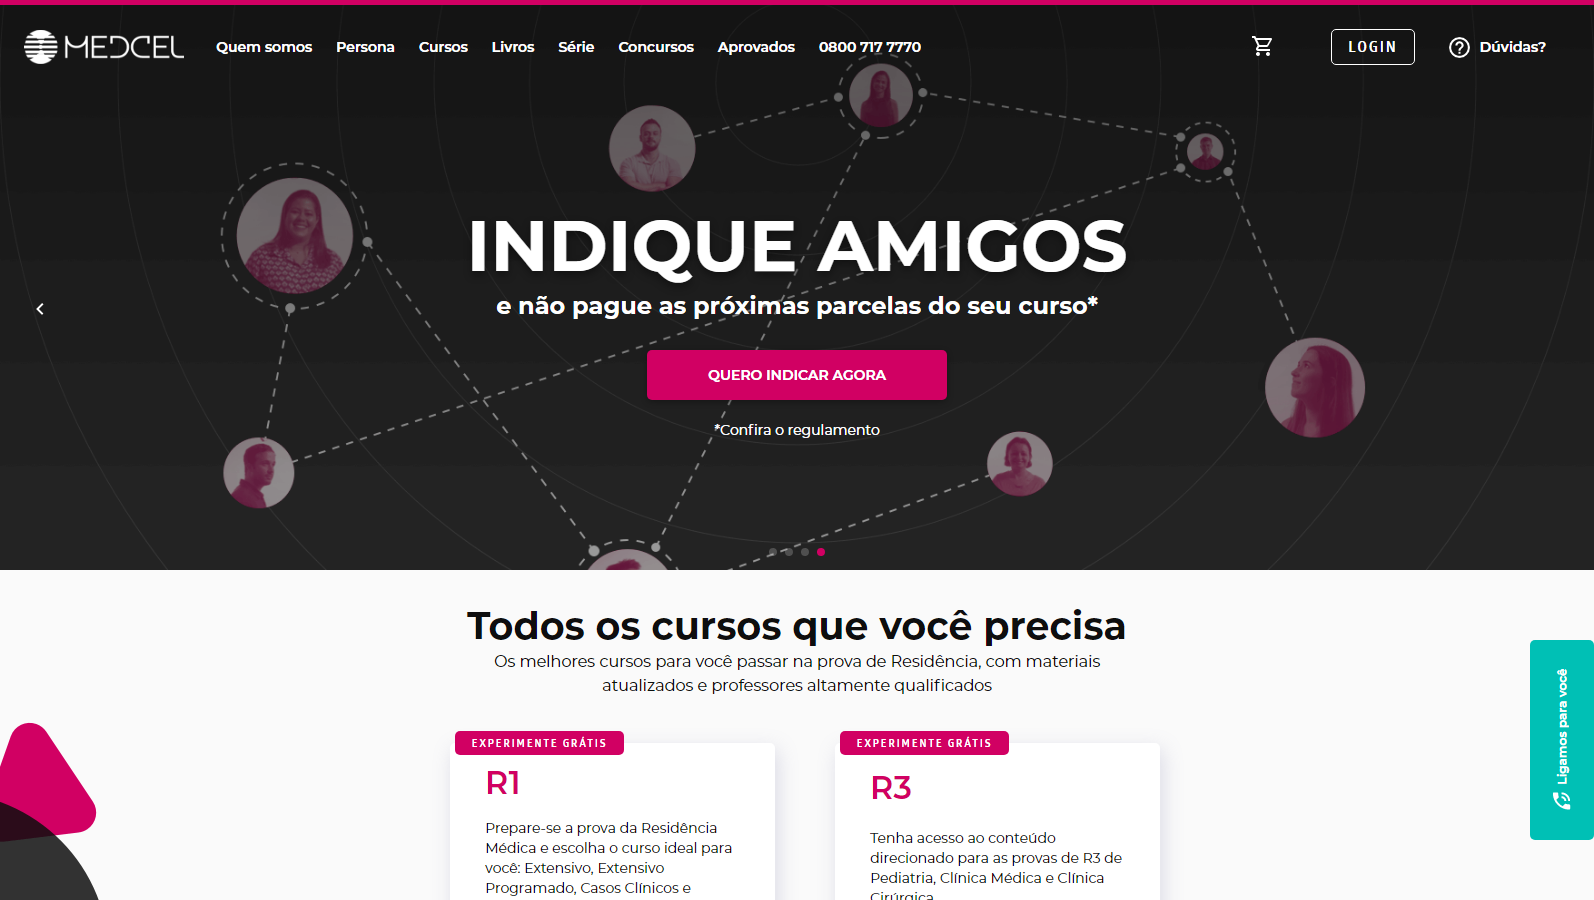 MEDCEL
Quem somos
Persona
Cursos
Livros
Série
Concursos
Aprovados
0800 717 7770
LOGIN
Dúvidas?
INDIQUE AMIGOS
e não pague as próximas parcelas do seu curso*
QUERO INDICAR AGORA
*Confira o regulamento
Todos os cursos que você precisa
Os melhores cursos para você passar na prova de Residência, com materiais
atualizados e professores altamente qualificados
EXPERIMENTE GRÁTIS
R1
Prepare-se a prova da Residência
Médica e escolha o curso ideal para
você: Extensivo, Extensivo
Programado, Casos Clínicos e
EXPERIMENTE GRÁTIS
R3
Tenha acesso ao conteúdo
direcionado para as provas de R3 de
Pediatria, Clínica Médica e Clínica
Cirúrgica
Ligamos para você